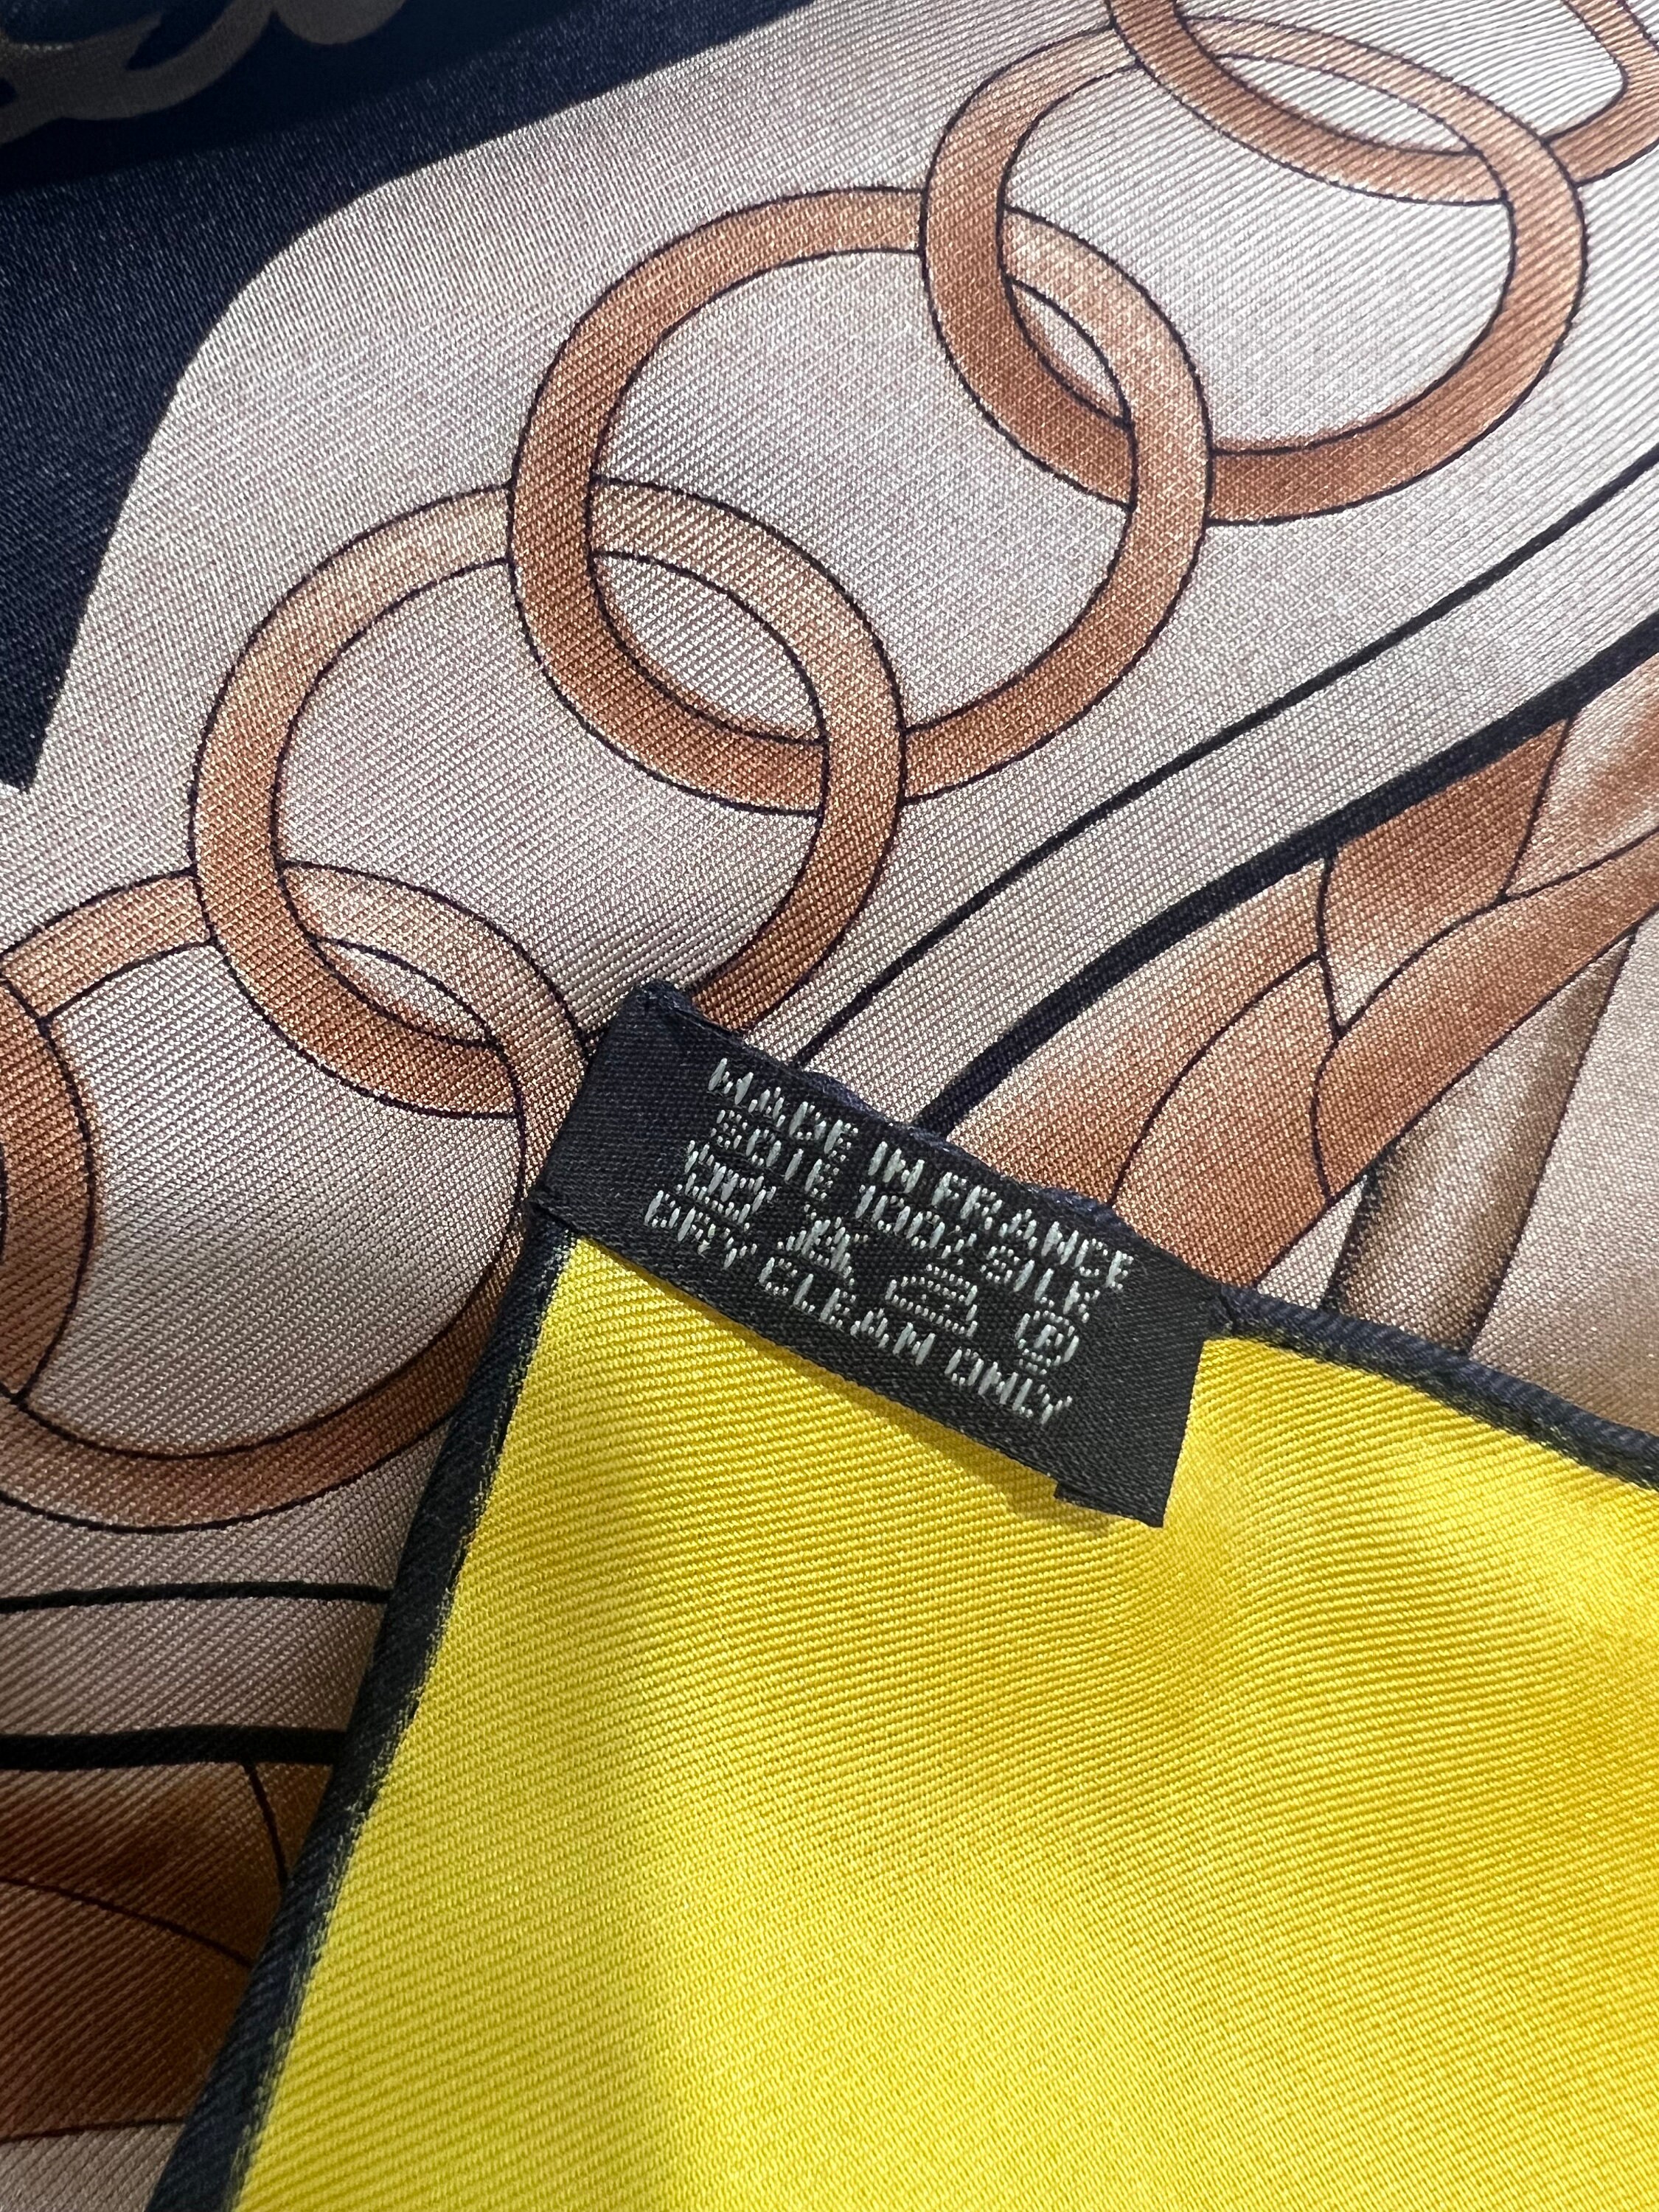 MADE IN FRANCE
SOIE 100% SILK
P
DRY CLEAN ONLY